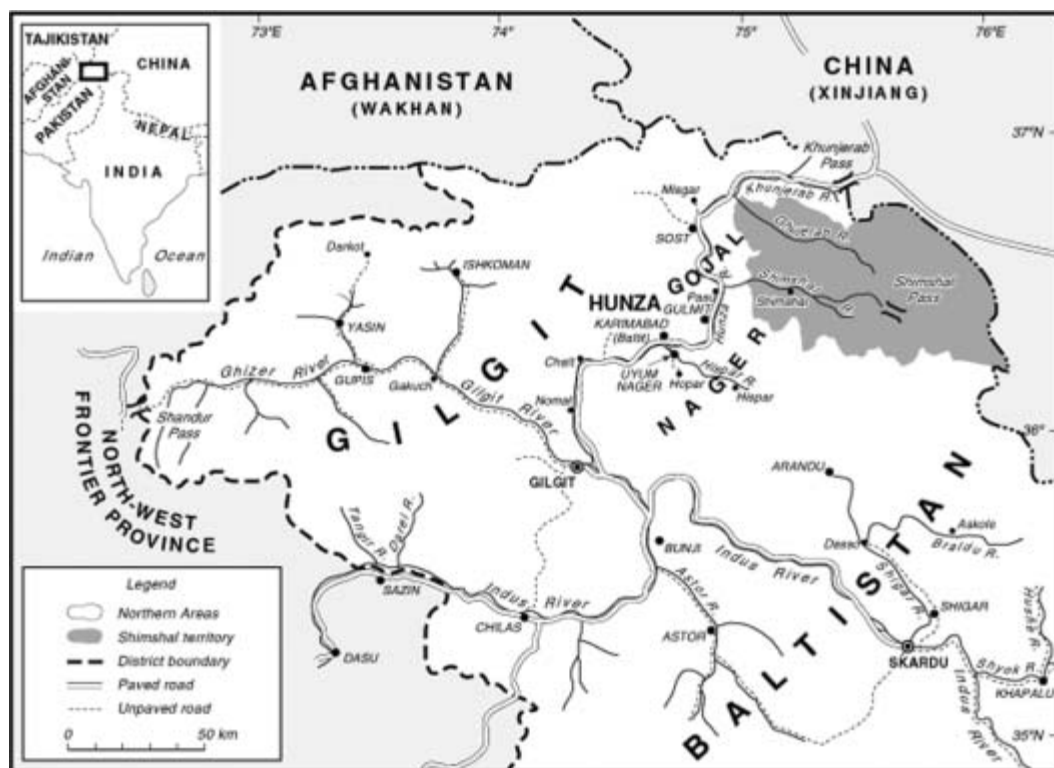 TAJIKISTAN
AFGHANI-
STAN
CHINA
PAKISTAN
NEPAL
INDIA
Indian
Ocean
73°E
74°
75°
76°E
AFGHANISTAN
(WAKHAN)
CHINA
(XINJIANG)
37°N
Khunjerab
Pass
Khunjerab R.
Misgar
SOST
Ghujerab R.
GOJAL
Shimshal
R.
Shimshal
Shimshal
Pass
Darkot
ISHKOMAN
HUNZA
Pasu
GULMIT
KARIMABAD
(Baltit)
Hunza R.
YASIN
Chalt
UYUM
NAGER
Hopar
Hispar R.
Hispar
NAGER
Ghizer River
GUPIS
Gakuch
Gilgit
River
Nomal
Shandur
Pass
GILGIT
36°
GILGIT
ARANDU
NORTH-WEST
FRONTIER PROVINCE
Askole
Braldu R.
Dasso
Tangir R.
Darel R.
BUNJI
Indus River
Shigar R.
SHIGAR
Hushe R.
SAZIN
Indus River
Astor R.
CHILAS
ASTOR
SKARDU
DASU
Shyok R.
KHAPALU
BALTISTAN
Indus
River
35°N
Legend
Northern Areas
Shimshal territory
District boundary
Paved road
Unpaved road
0 50 km